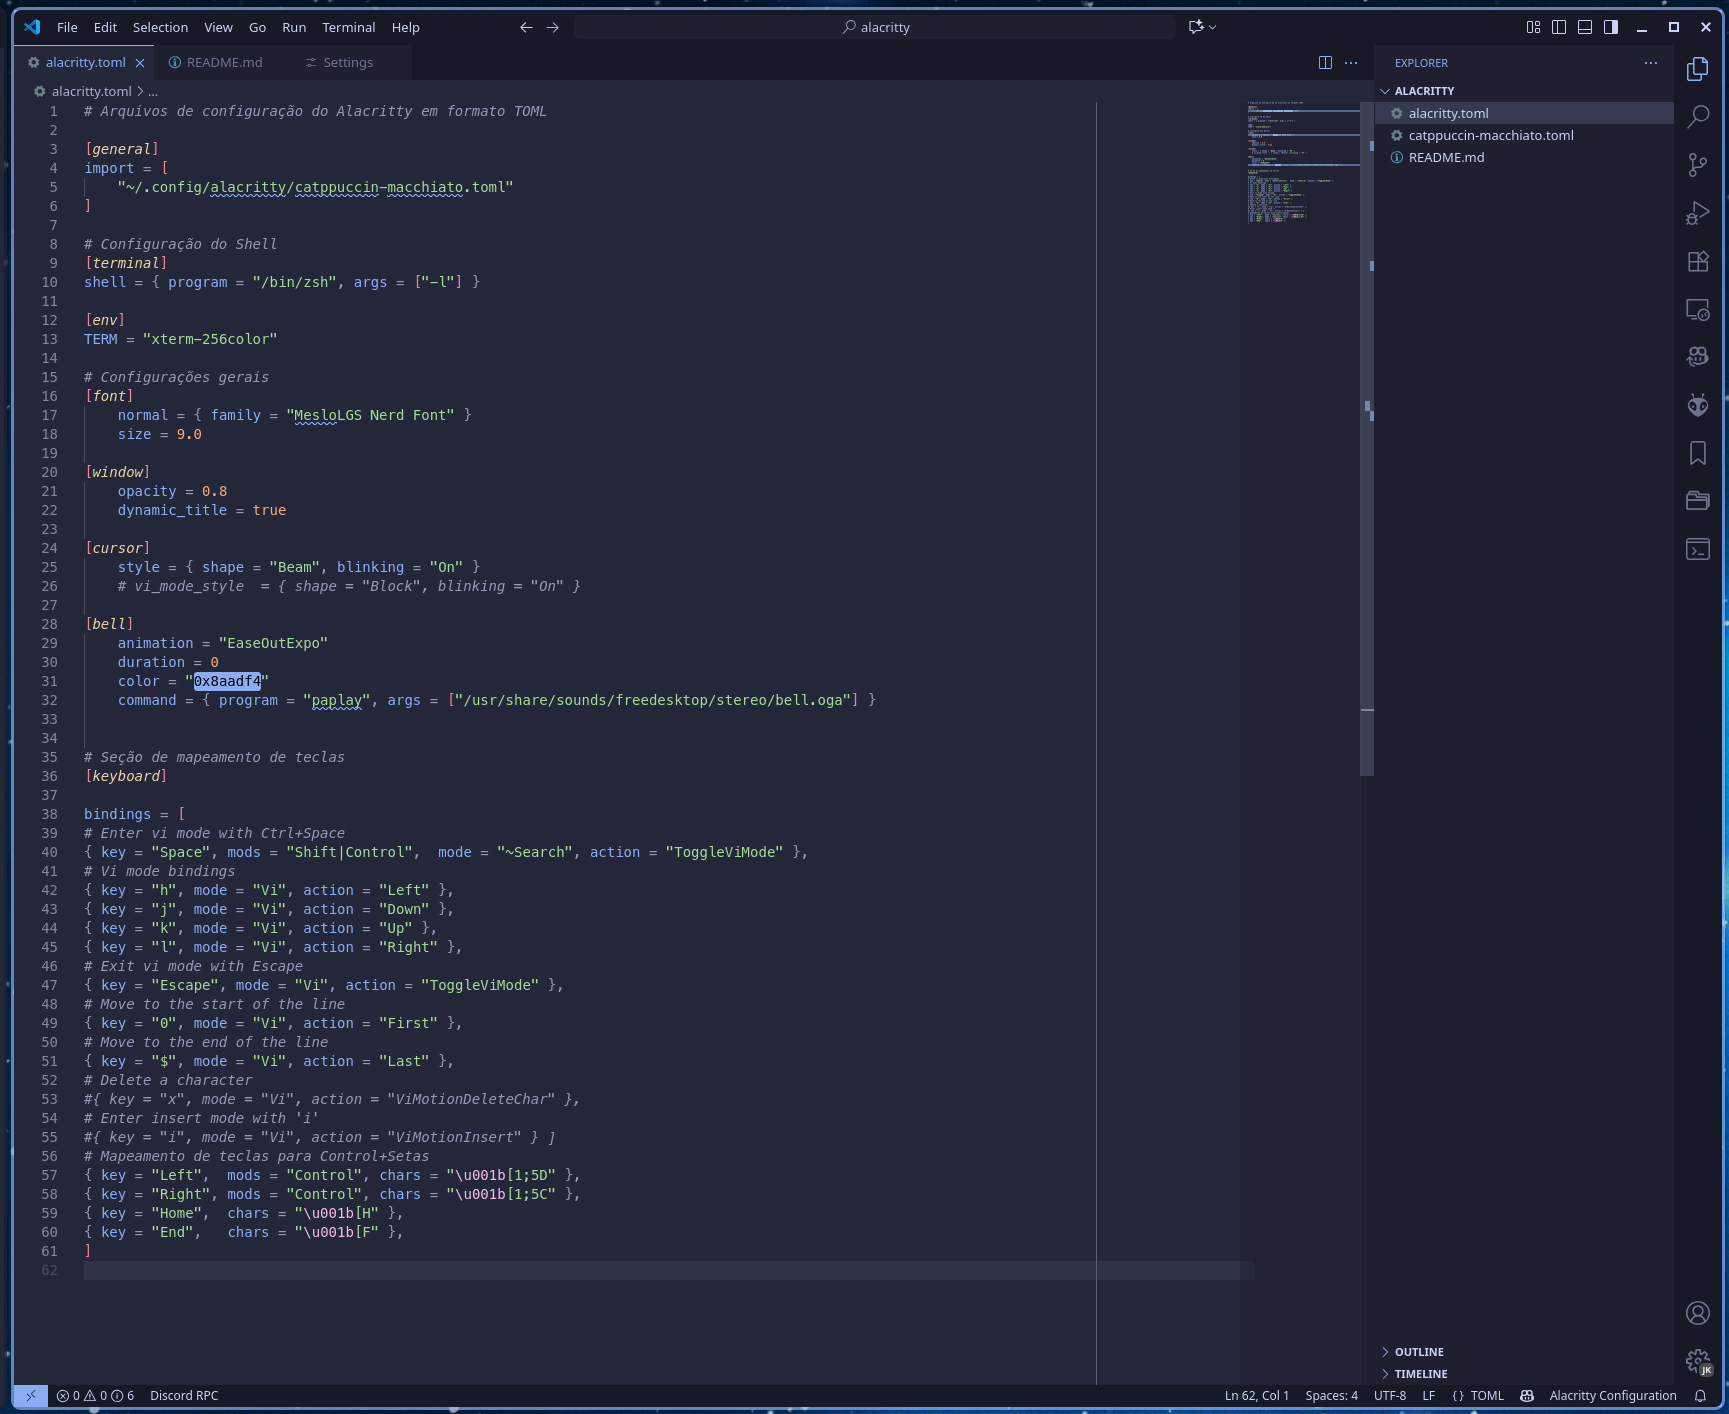 File Edit Selection View Go Run Terminal Help
alacritty
alacritty.toml
README.md
Settings
alacritty.toml > ...
1 # Arquivos de configuração do Alacritty em formato TOML
2
3 [general]
4 import = [
5 "~/.config/alacritty/catppuccin-macchiato.toml"
6 ]
7
8 # Configuração do Shell
9 [terminal]
10 shell = { program = "/bin/zsh", args = ["-l"] }
11
12 [env]
13 TERM = "xterm-256color"
14
15 # Configurações gerais
16 [font]
17 normal = { family = "MesloLGS Nerd Font" }
18 size = 9.0
19
20 [window]
21 opacity = 0.8
22 dynamic_title = true
23
24 [cursor]
25 style = { shape = "Beam", blinking = "On" }
26 # vi_mode_style  = { shape = "Block", blinking = "On" }
27
28 [bell]
29 animation = "EaseOutExpo"
30 duration = 0
31 color = "0x8aadf4"
32 command = { program = "paplay", args = ["/usr/share/sounds/freedesktop/stereo/bell.oga"] }
33
34
35 # Seção de mapeamento de teclas
36 [keyboard]
37
38 bindings = [
39 # Enter vi mode with Ctrl+Space
40 { key = "Space", mods = "Shift|Control",  mode = "~Search", action = "ToggleViMode" },
41 # Vi mode bindings
42 { key = "h", mode = "Vi", action = "Left" },
43 { key = "j", mode = "Vi", action = "Down" },
44 { key = "k", mode = "Vi", action = "Up" },
45 { key = "l", mode = "Vi", action = "Right" },
46 # Exit vi mode with Escape
47 { key = "Escape", mode = "Vi", action = "ToggleViMode" },
48 # Move to the start of the line
49 { key = "0", mode = "Vi", action = "First" },
50 # Move to the end of the line
51 { key = "$", mode = "Vi", action = "Last" },
52 # Delete a character
53 #{ key = "x", mode = "Vi", action = "ViMotionDeleteChar" },
54 # Enter insert mode with 'i'
55 #{ key = "i", mode = "Vi", action = "ViMotionInsert" } ]
56 # Mapeamento de teclas para Control+Setas
57 { key = "Left",  mods = "Control", chars = "\u001b[1;5D" },
58 { key = "Right", mods = "Control", chars = "\u001b[1;5C" },
59 { key = "Home",  chars = "\u001b[H" },
60 { key = "End",   chars = "\u001b[F" },
61 ]
62
EXPLORER
ALACRITTY
alacritty.toml
catppuccin-macchiato.toml
README.md
OUTLINE
TIMELINE
JK
0 0 6 Discord RPC
Ln 62, Col 1 Spaces: 4 UTF-8 LF {} TOML Alacritty Configuration